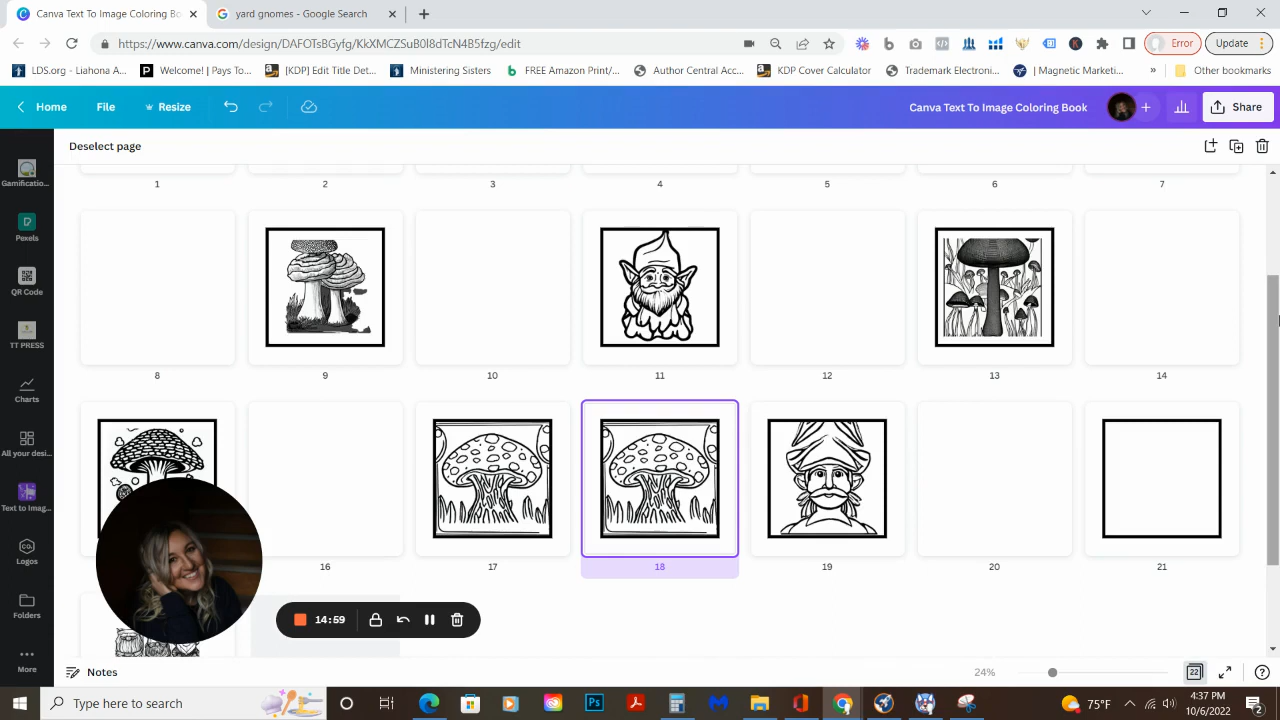 Canva Text To Image Coloring Bo
yard gnomes - Google Search
https://www.canva.com/design/DAFOTsBGyfg/KkXMCZSuB0I8dTcN4B5fzg/edit
Error
Update
LDS.org - Liahona A...
Welcome! | Pays To...
[KDP] Edit Title Det...
Ministering Sisters
FREE Amazon Print/...
Author Central Acc...
KDP Cover Calculator
Trademark Electroni...
| Magnetic Marketi...
Other bookmarks
Home
File
Resize
Canva Text To Image Coloring Book
Share
Deselect page
Gamificatio...
Pexels
QR Code
TT PRESS
Charts
All your desi...
Text to Imag...
Logos
Folders
More
1
2
3
4
5
6
7
8
9
10
11
12
13
14
16
17
18
19
20
21
14:59
Notes
24%
22
Type here to search
75°F
4:37 PM
10/6/2022